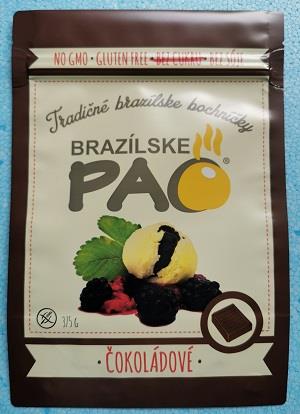 NO GMO • GLUTEN FREE • BEZ CUKRU • BEZ SÓJE
Tradičné brazílske bochníčky
BRAZÍLSKE
PAO®
375 G
• ČOKOLÁDOVÉ •